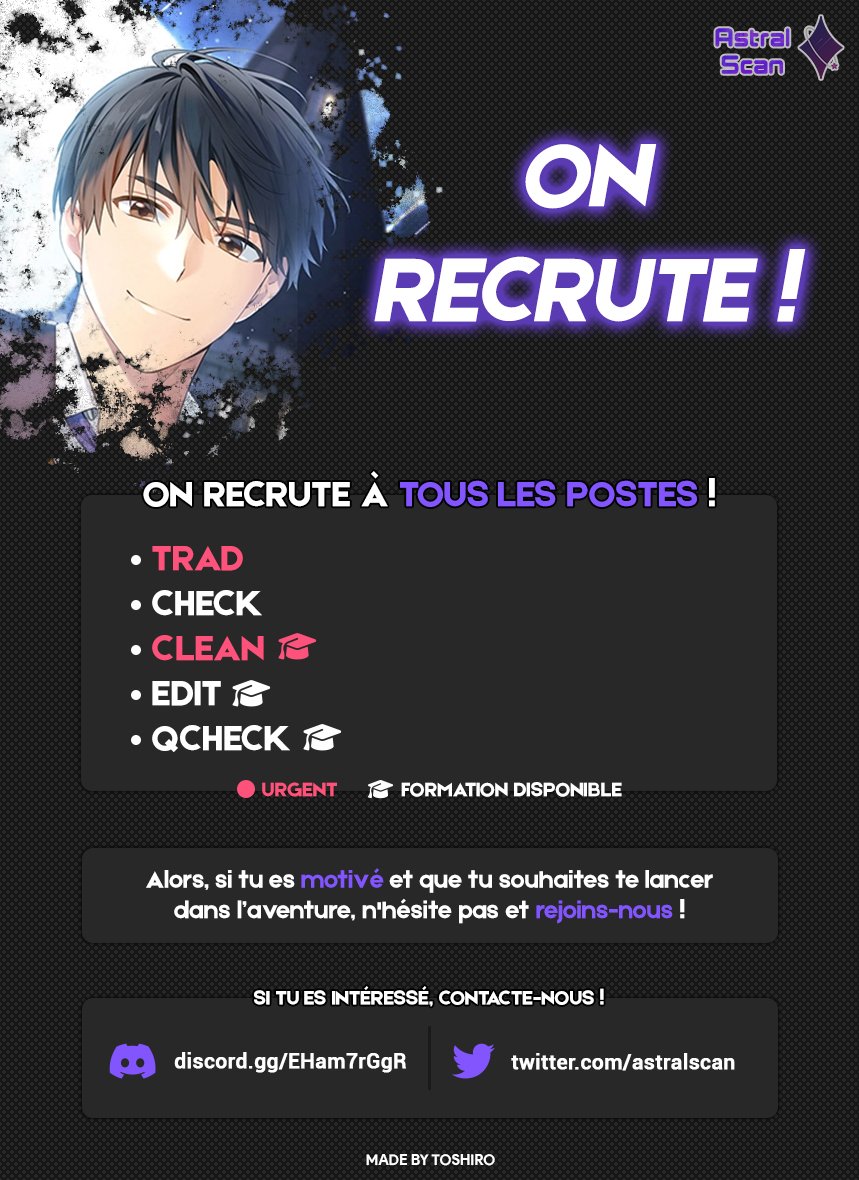 Astral
Scan
ON
RECRUTE !
ON RECRUTE À TOUS LES POSTES !
• TRAD
• CHECK
• CLEAN
• EDIT
• QCHECK
URGENT
FORMATION DISPONIBLE
Alors, si tu es motivé et que tu souhaites te lancer
dans l'aventure, n'hésite pas et rejoins-nous !
SI TU ES INTÉRESSÉ, CONTACTE-NOUS !
discord.gg/EHam7rGgR
twitter.com/astralscan
MADE BY TOSHIRO